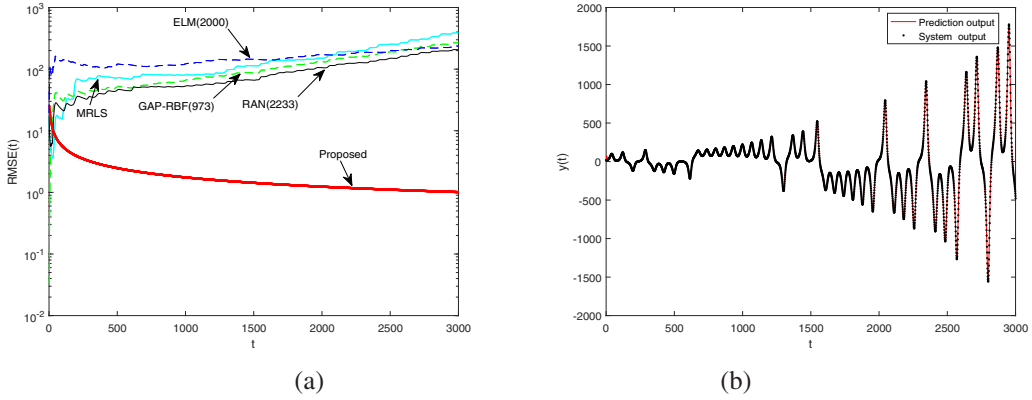 10^3
10^2
10^1
10^0
10^-1
10^-2
RMSE(t)
ELM(2000)
MRLS
GAP-RBF(973)
RAN(2233)
Proposed
0 500 1000 1500 2000 2500 3000
t
(a)
2000
1500
1000
500
0
-500
-1000
-1500
-2000
y(t)
Prediction output
System output
0 500 1000 1500 2000 2500 3000
t
(b)